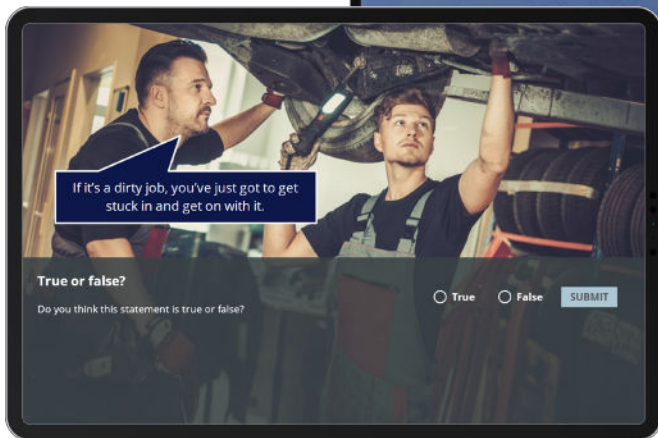 If it's a dirty job, you've just got to get
stuck in and get on with it.
True or false?
Do you think this statement is true or false?
True
False
SUBMIT